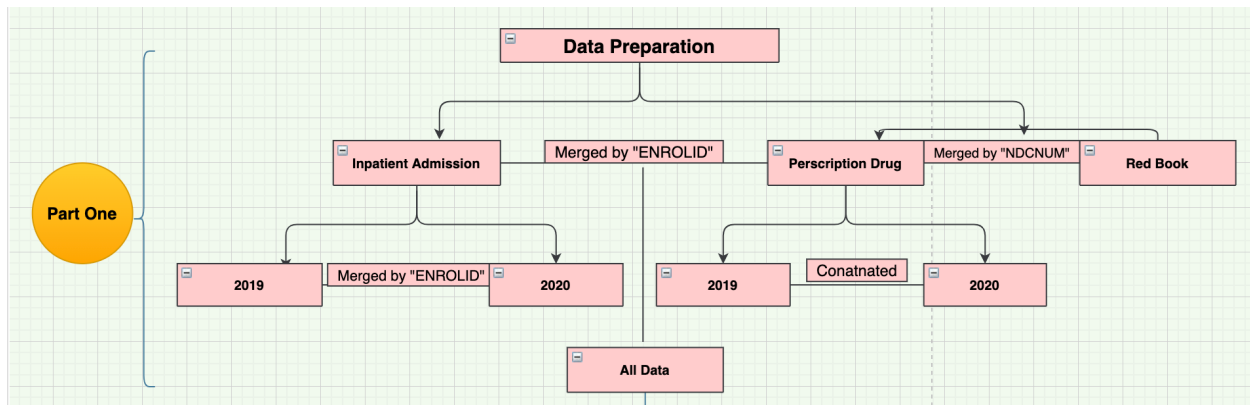 Data Preparation
Inpatient Admission
Merged by "ENROLID"
Perscription Drug
Merged by "NDCNUM"
Red Book
Part One
2019
Merged by "ENROLID"
2020
2019
Conatnated
2020
All Data